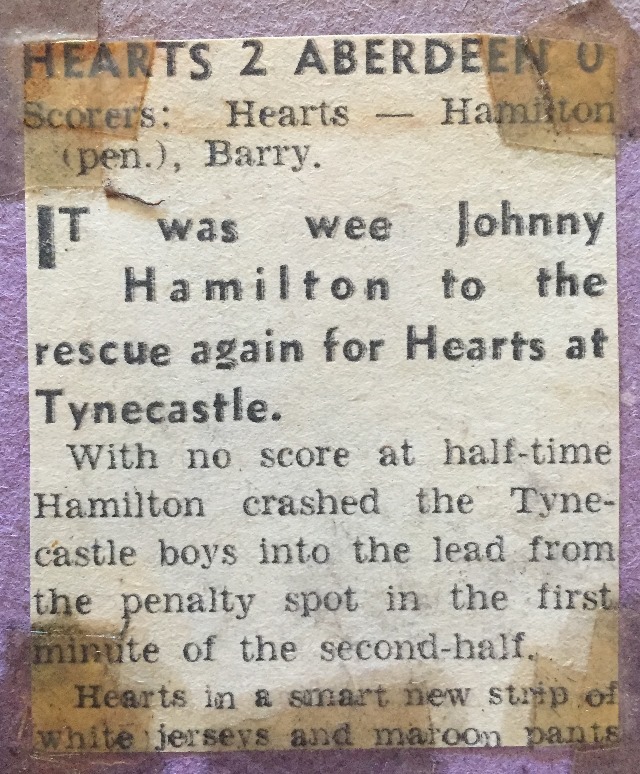 HEARTS 2 ABERDEEN 0
Scorers: Hearts — Hamilton
(pen.), Barry.
IT was wee Johnny
Hamilton to the
rescue again for Hearts at
Tynecastle.
With no score at half-time
Hamilton crashed the Tyne-
castle boys into the lead from
the penalty spot in the first
minute of the second-half.
Hearts in a smart new strip of
white jerseys and maroon pants